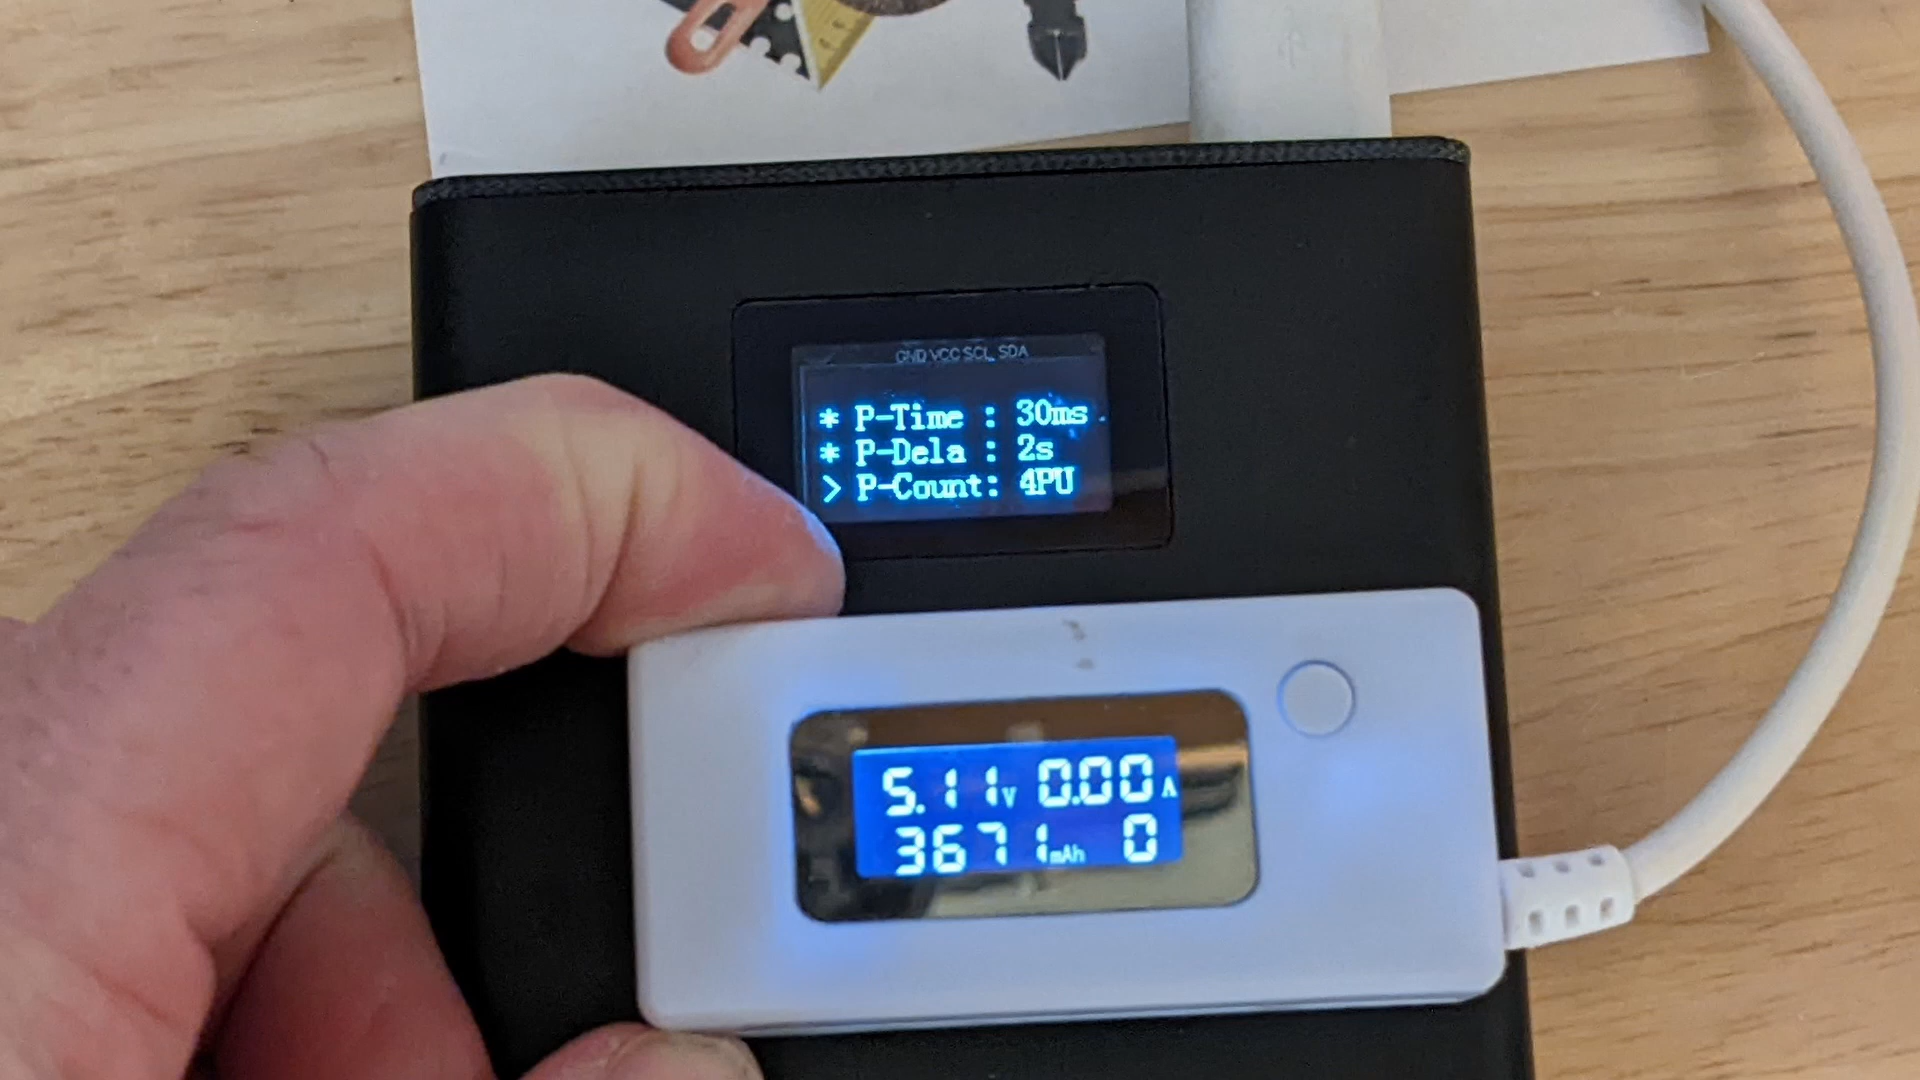 GND VCC SCL SDA
* P-Time : 30ms
* P-Dela : 2s
> P-Count: 4PU
5.11V 0.00A
3671mAh 0